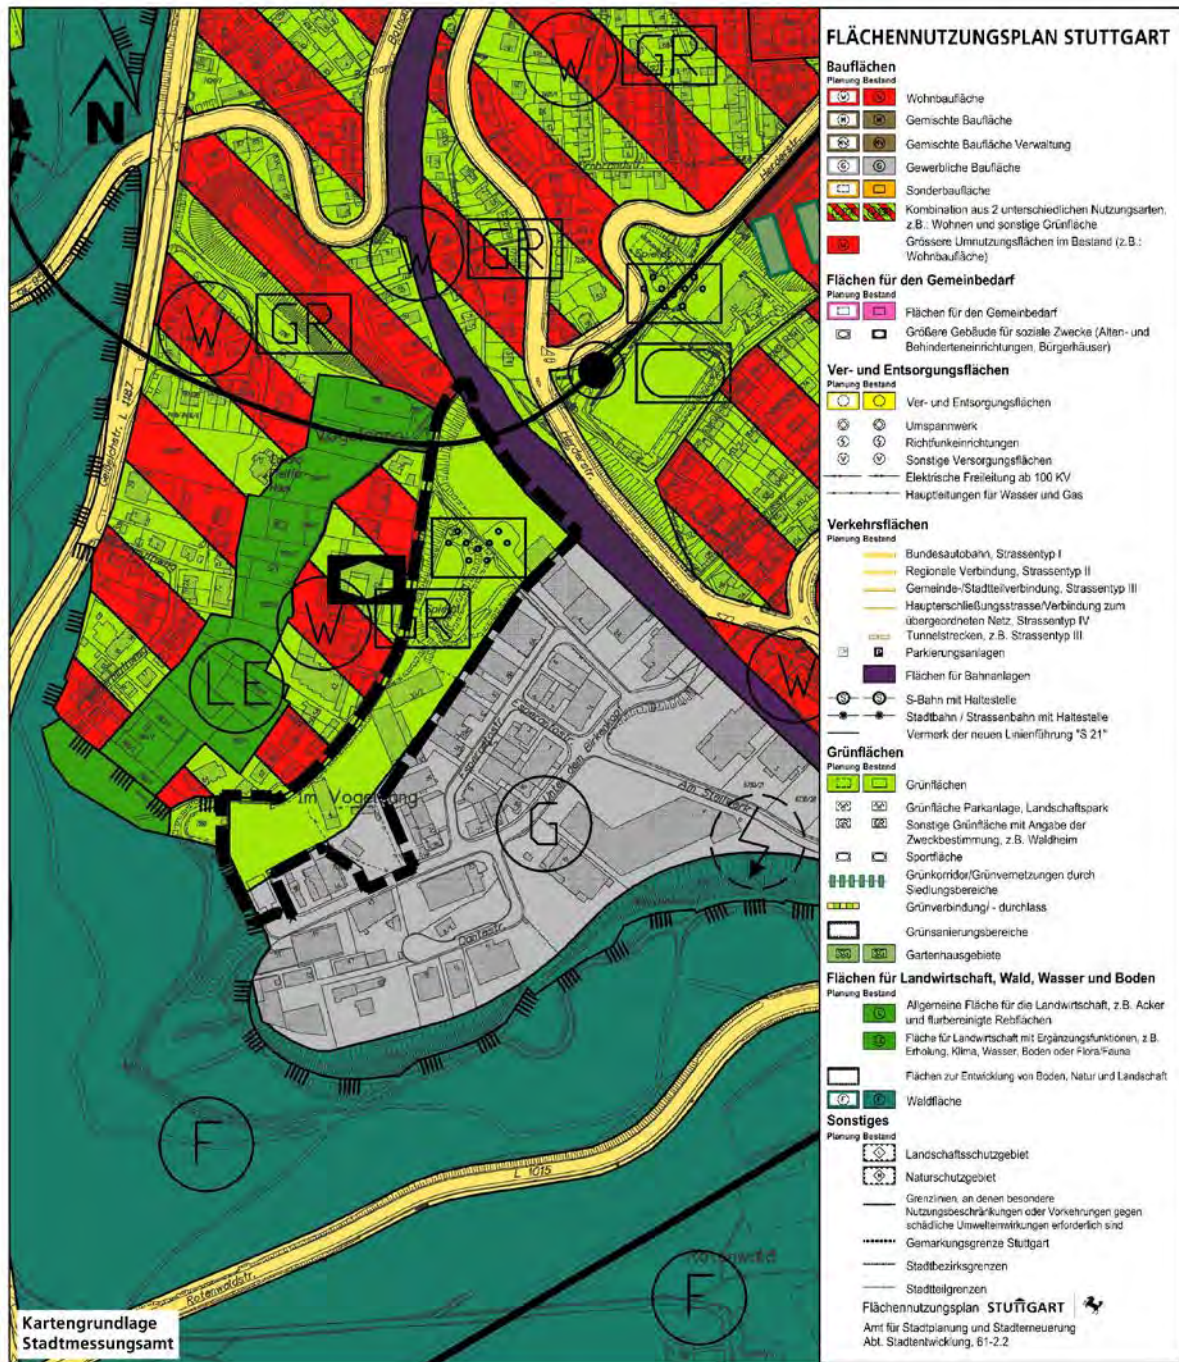 N
W
GR
W
GR
W
GR
W
GR
W
LE
G
F
F
Im Vogelsang
Herderstr.
Geißeichstr. L 1187
Am Stellwerk
Unter den
Birkenkopf
Dantestr.
L 1015
Rotenwaldstr.
Rotenwald
Kartengrundlage
Stadtmessungsamt
FLÄCHENNUTZUNGSPLAN STUTTGART
Bauflächen
Planung Bestand
Wohnbaufläche
Gemischte Baufläche
Gemischte Baufläche Verwaltung
Gewerbliche Baufläche
Sonderbaufläche
Kombination aus 2 unterschiedlichen Nutzungsarten,
z.B.: Wohnen und sonstige Grünfläche
Grössere Umnutzungsflächen im Bestand (z.B.:
Wohnbaufläche)
Flächen für den Gemeinbedarf
Planung Bestand
Flächen für den Gemeinbedarf
Größere Gebäude für soziale Zwecke (Alten- und
Behinderteneinrichtungen, Bürgerhäuser)
Ver- und Entsorgungsflächen
Planung Bestand
Ver- und Entsorgungsflächen
Umspannwerk
Richtfunkeinrichtungen
Sonstige Versorgungsflächen
Elektrische Freileitung ab 100 KV
Hauptleitungen für Wasser und Gas
Verkehrsflächen
Planung Bestand
Bundesautobahn, Strassentyp I
Regionale Verbindung, Strassentyp II
Gemeinde-/Stadtteilverbindung, Strassentyp III
Haupterschließungsstrasse/Verbindung zum
übergeordneten Netz, Strassentyp IV
Tunnelstrecken, z.B. Strassentyp III
Parkierungsanlagen
Flächen für Bahnanlagen
S-Bahn mit Haltestelle
Stadtbahn / Strassenbahn mit Haltestelle
Vermerk der neuen Linienführung "S 21"
Grünflächen
Planung Bestand
Grünflächen
Grünfläche Parkanlage, Landschaftspark
Sonstige Grünfläche mit Angabe der
Zweckbestimmung, z.B. Waldheim
Sportfläche
Grünkorridor/Grünvernetzungen durch
Siedlungsbereiche
Grünverbindung/ - durchlass
Grünsanierungsbereiche
Gartenhausgebiete
Flächen für Landwirtschaft, Wald, Wasser und Boden
Planung Bestand
Allgemeine Fläche für die Landwirtschaft, z.B. Acker
und flurbereinigte Rebflächen
Fläche für Landwirtschaft mit Ergänzungsfunktionen, z.B.
Erholung, Klima, Wasser, Boden oder Flora/Fauna
Flächen zur Entwicklung von Boden, Natur und Landschaft
Waldfläche
Sonstiges
Planung Bestand
Landschaftsschutzgebiet
Naturschutzgebiet
Grenzlinien, an denen besondere
Nutzungsbeschränkungen oder Vorkehrungen gegen
schädliche Umwelteinwirkungen erforderlich sind
Gemarkungsgrenze Stuttgart
Stadtbezirksgrenzen
Stadtteilgrenzen
Flächennutzungsplan STUTTGART
Amt für Stadtplanung und Stadterneuerung
Abt. Stadtentwicklung, 61-2.2